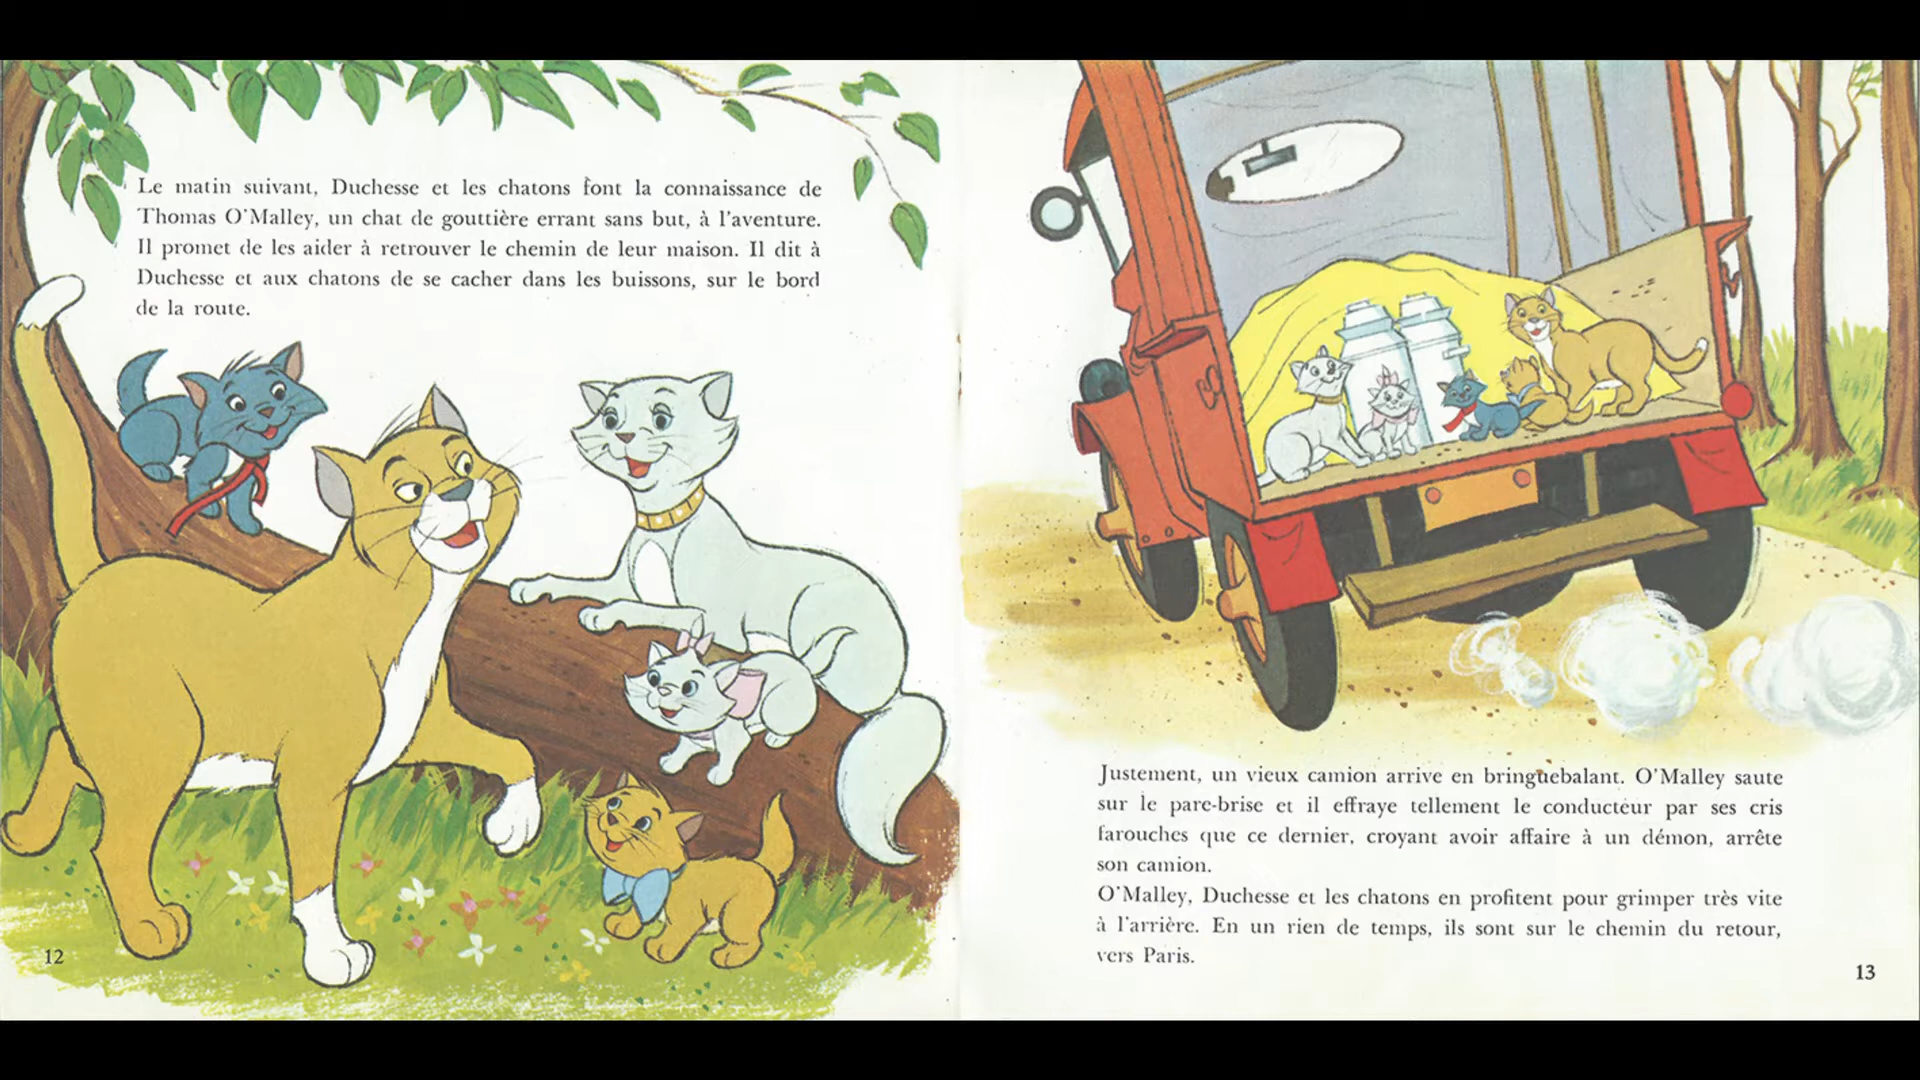 Le matin suivant, Duchesse et les chatons font la connaissance de
Thomas O'Malley, un chat de gouttière errant sans but, à l'aventure.
Il promet de les aider à retrouver le chemin de leur maison. Il dit à
Duchesse et aux chatons de se cacher dans les buissons, sur le bord
de la route.
12
Justement, un vieux camion arrive en bringuebalant. O'Malley saute
sur le pare-brise et il effraye tellement le conducteur par ses cris
farouches que ce dernier, croyant avoir affaire à un démon, arrête
son camion.
O'Malley, Duchesse et les chatons en profitent pour grimper très vite
à l'arrière. En un rien de temps, ils sont sur le chemin du retour,
vers Paris.
13